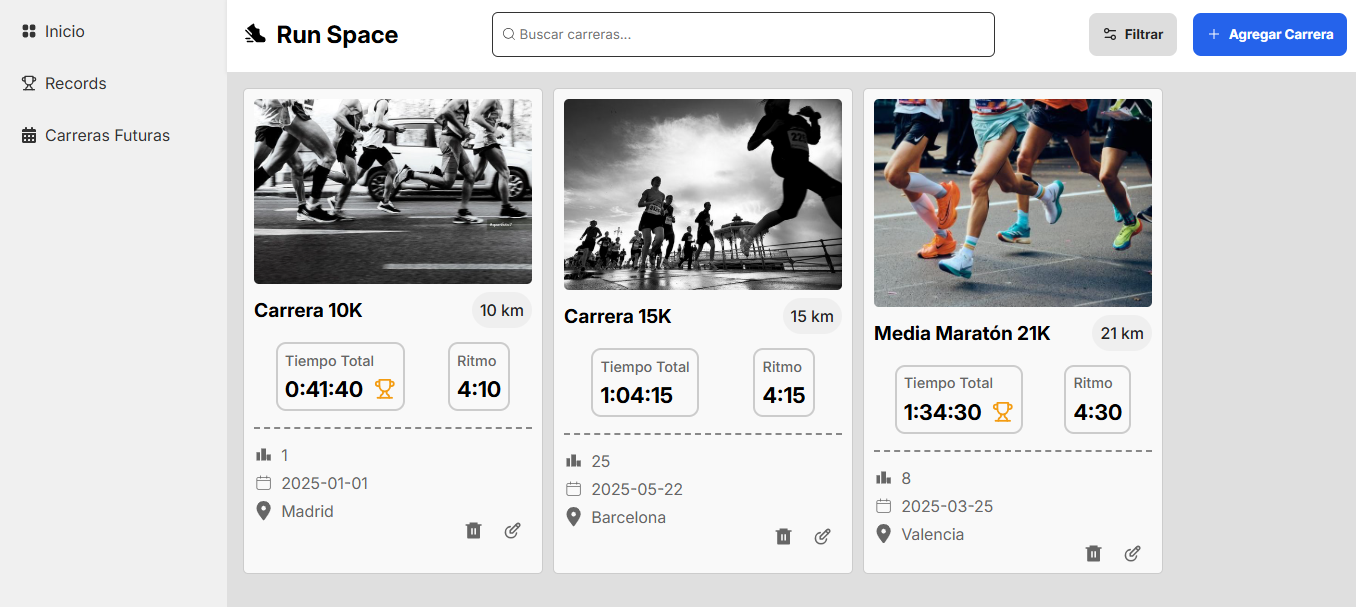 Inicio
Records
Carreras Futuras
Run Space
Buscar carreras...
Filtrar
Agregar Carrera
Carrera 10K
10 km
Tiempo Total
0:41:40
Ritmo
4:10
1
2025-01-01
Madrid
223
Carrera 15K
15 km
Tiempo Total
1:04:15
Ritmo
4:15
25
2025-05-22
Barcelona
Media Maratón 21K
21 km
Tiempo Total
1:34:30
Ritmo
4:30
8
2025-03-25
Valencia